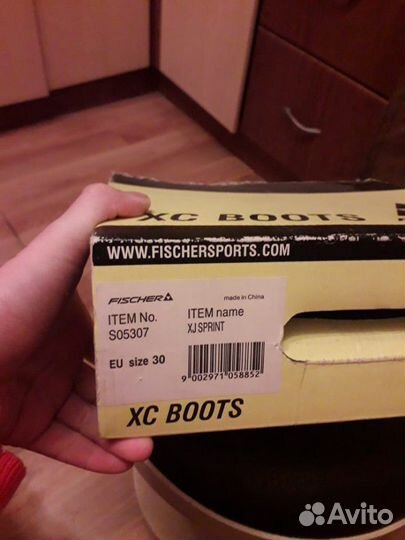 XC BOOTS
WWW.FISCHERSPORTS.COM
FISCHER
made in China
ITEM No.
S05307
ITEM name
XJ SPRINT
EU size 30
9 002971 058852
XC BOOTS
Avito